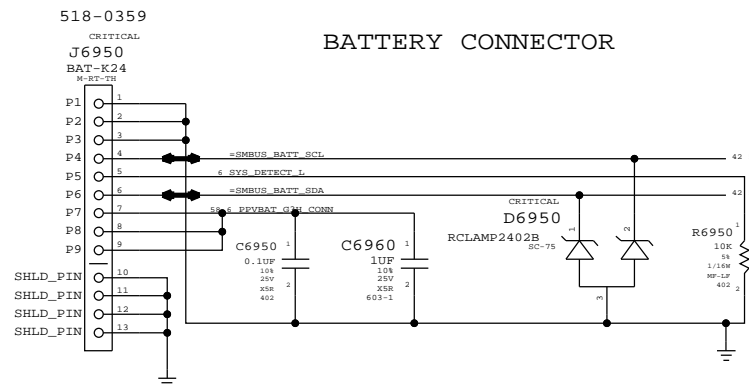 518-0359
CRITICAL
J6950
BAT-K24
M-RT-TH
BATTERY CONNECTOR
P1 1
P2 2
P3 3
P4 4 =SMBUS_BATT_SCL 42
P5 5 6 SYS_DETECT_L
P6 6 =SMBUS_BATT_SDA 42
P7 7 58 6 PPVBAT_G3H_CONN
P8 8
P9 9
SHLD_PIN 10
SHLD_PIN 11
SHLD_PIN 12
SHLD_PIN 13
C6950 1
0.1UF
10%
25V
X5R 2
402
C6960 1
1UF
10%
25V
X5R 2
603-1
CRITICAL
D6950
RCLAMP2402B
SC-75
1
2
3
R6950 1
10K
5%
1/16W
MF-LF
402
2